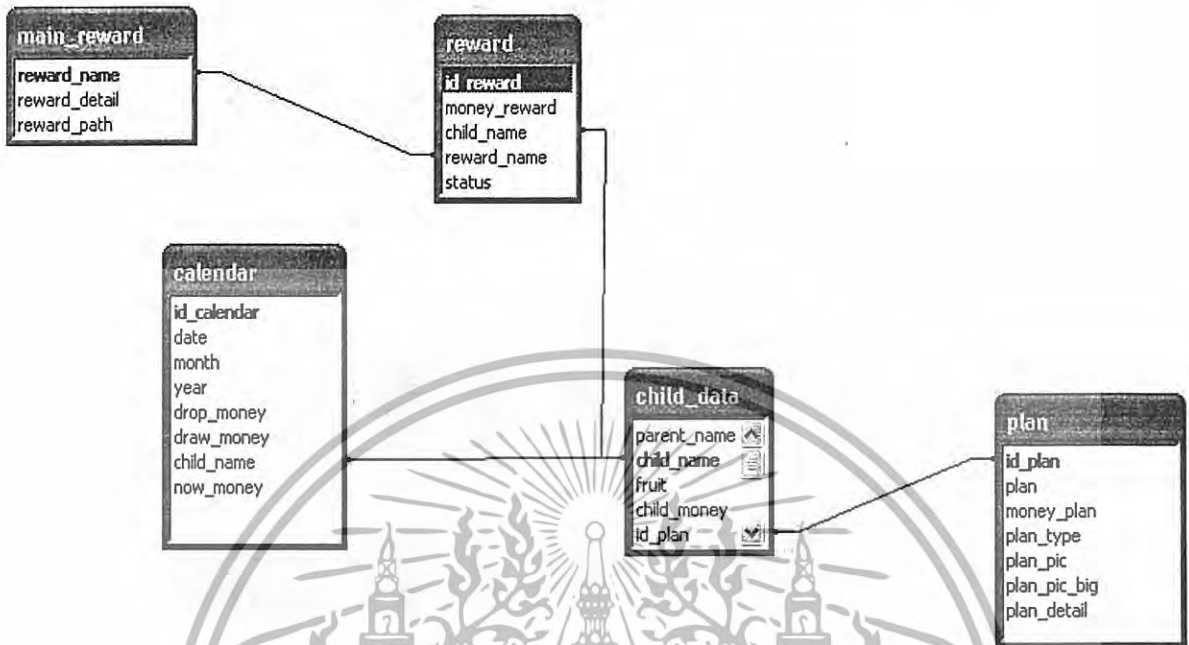 main_reward
reward_name
reward_detail
reward_path
reward
id_reward
money_reward
child_name
reward_name
status
calendar
id_calendar
date
month
year
drop_money
draw_money
child_name
now_money
child_data
parent_name
child_name
fruit
child_money
id_plan
plan
id_plan
plan
money_plan
plan_type
plan_pic
plan_pic_big
plan_detail